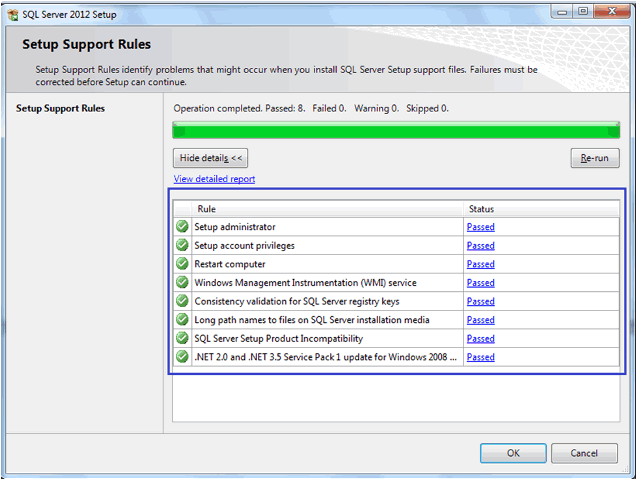 SQL Server 2012 Setup
Setup Support Rules
Setup Support Rules identify problems that might occur when you install SQL Server Setup support files. Failures must be
corrected before Setup can continue.
Setup Support Rules
Operation completed. Passed: 8. Failed 0. Warning 0. Skipped 0.
Hide details << Re-run
View detailed report
Rule Status
Setup administrator Passed
Setup account privileges Passed
Restart computer Passed
Windows Management Instrumentation (WMI) service Passed
Consistency validation for SQL Server registry keys Passed
Long path names to files on SQL Server installation media Passed
SQL Server Setup Product Incompatibility Passed
.NET 2.0 and .NET 3.5 Service Pack 1 update for Windows 2008 ... Passed
OK Cancel